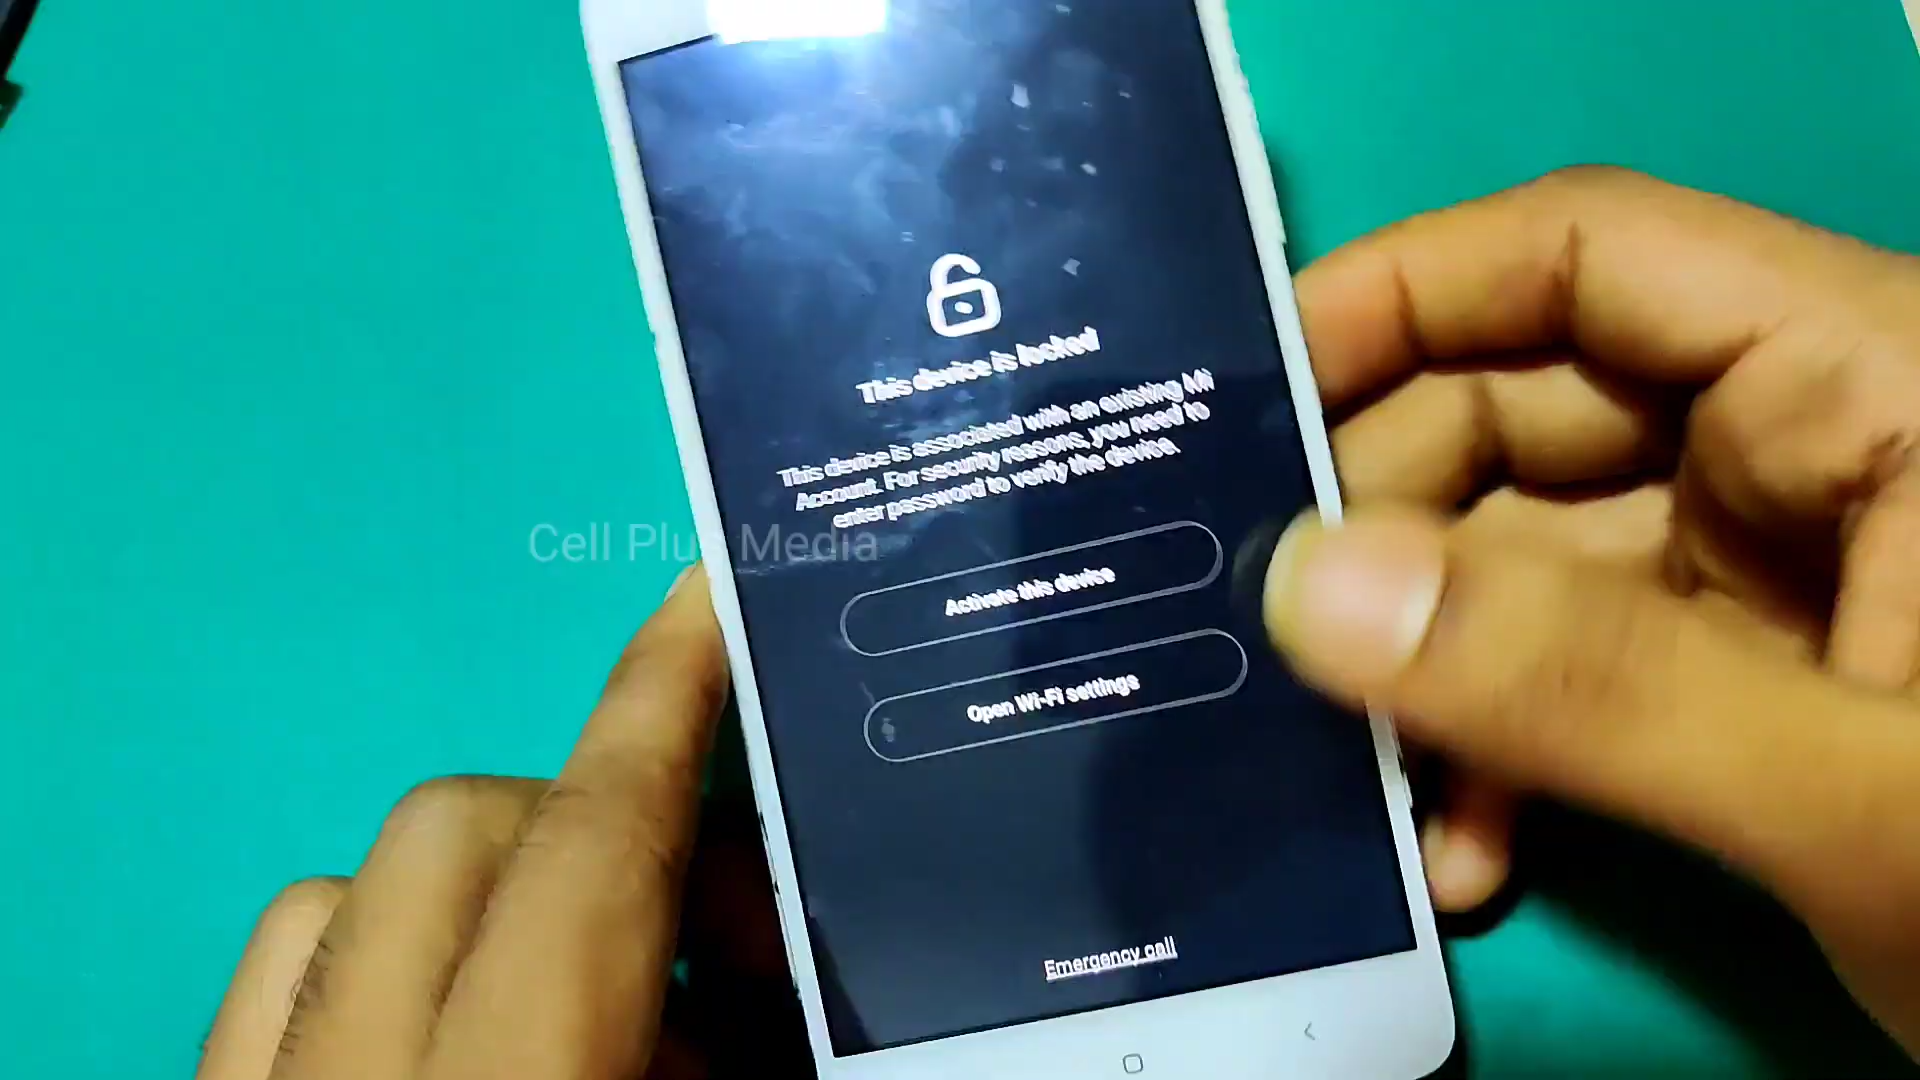 This device is locked
This device is associated with an existing Mi
Account. For security reasons, you need to
enter password to verify the device.
Cell Plus Media
Activate this device
Open Wi-Fi settings
Emergency call